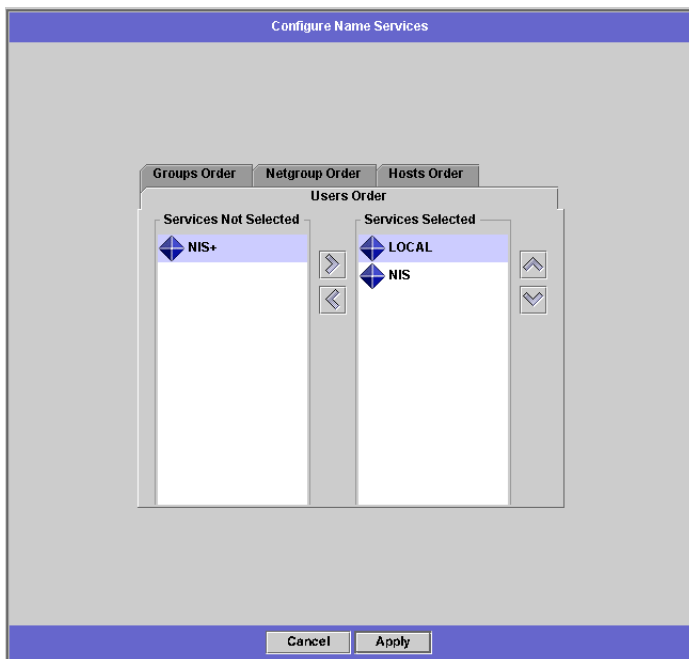 Configure Name Services
Groups Order Netgroup Order Hosts Order
Users Order
Services Not Selected Services Selected
NIS+ LOCAL
NIS
Cancel Apply